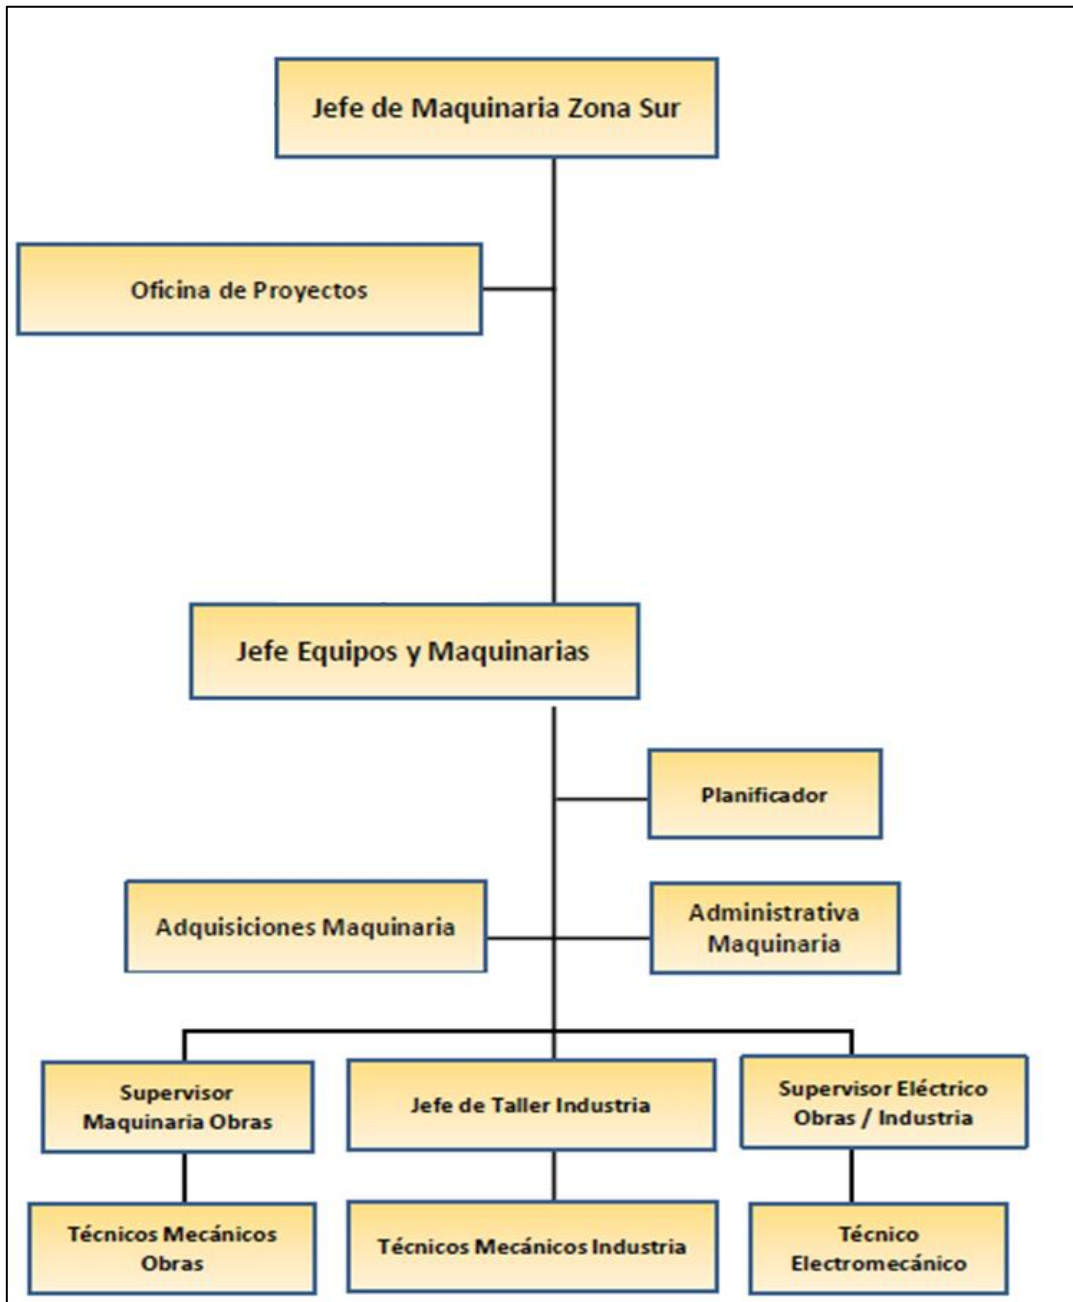 Jefe de Maquinaria Zona Sur
Oficina de Proyectos
Jefe Equipos y Maquinarias
Planificador
Adquisiciones Maquinaria
Administrativa
Maquinaria
Supervisor
Maquinaria Obras
Jefe de Taller Industria
Supervisor Eléctrico
Obras / Industria
Técnicos Mecánicos
Obras
Técnicos Mecánicos Industria
Técnico
Electromecánico